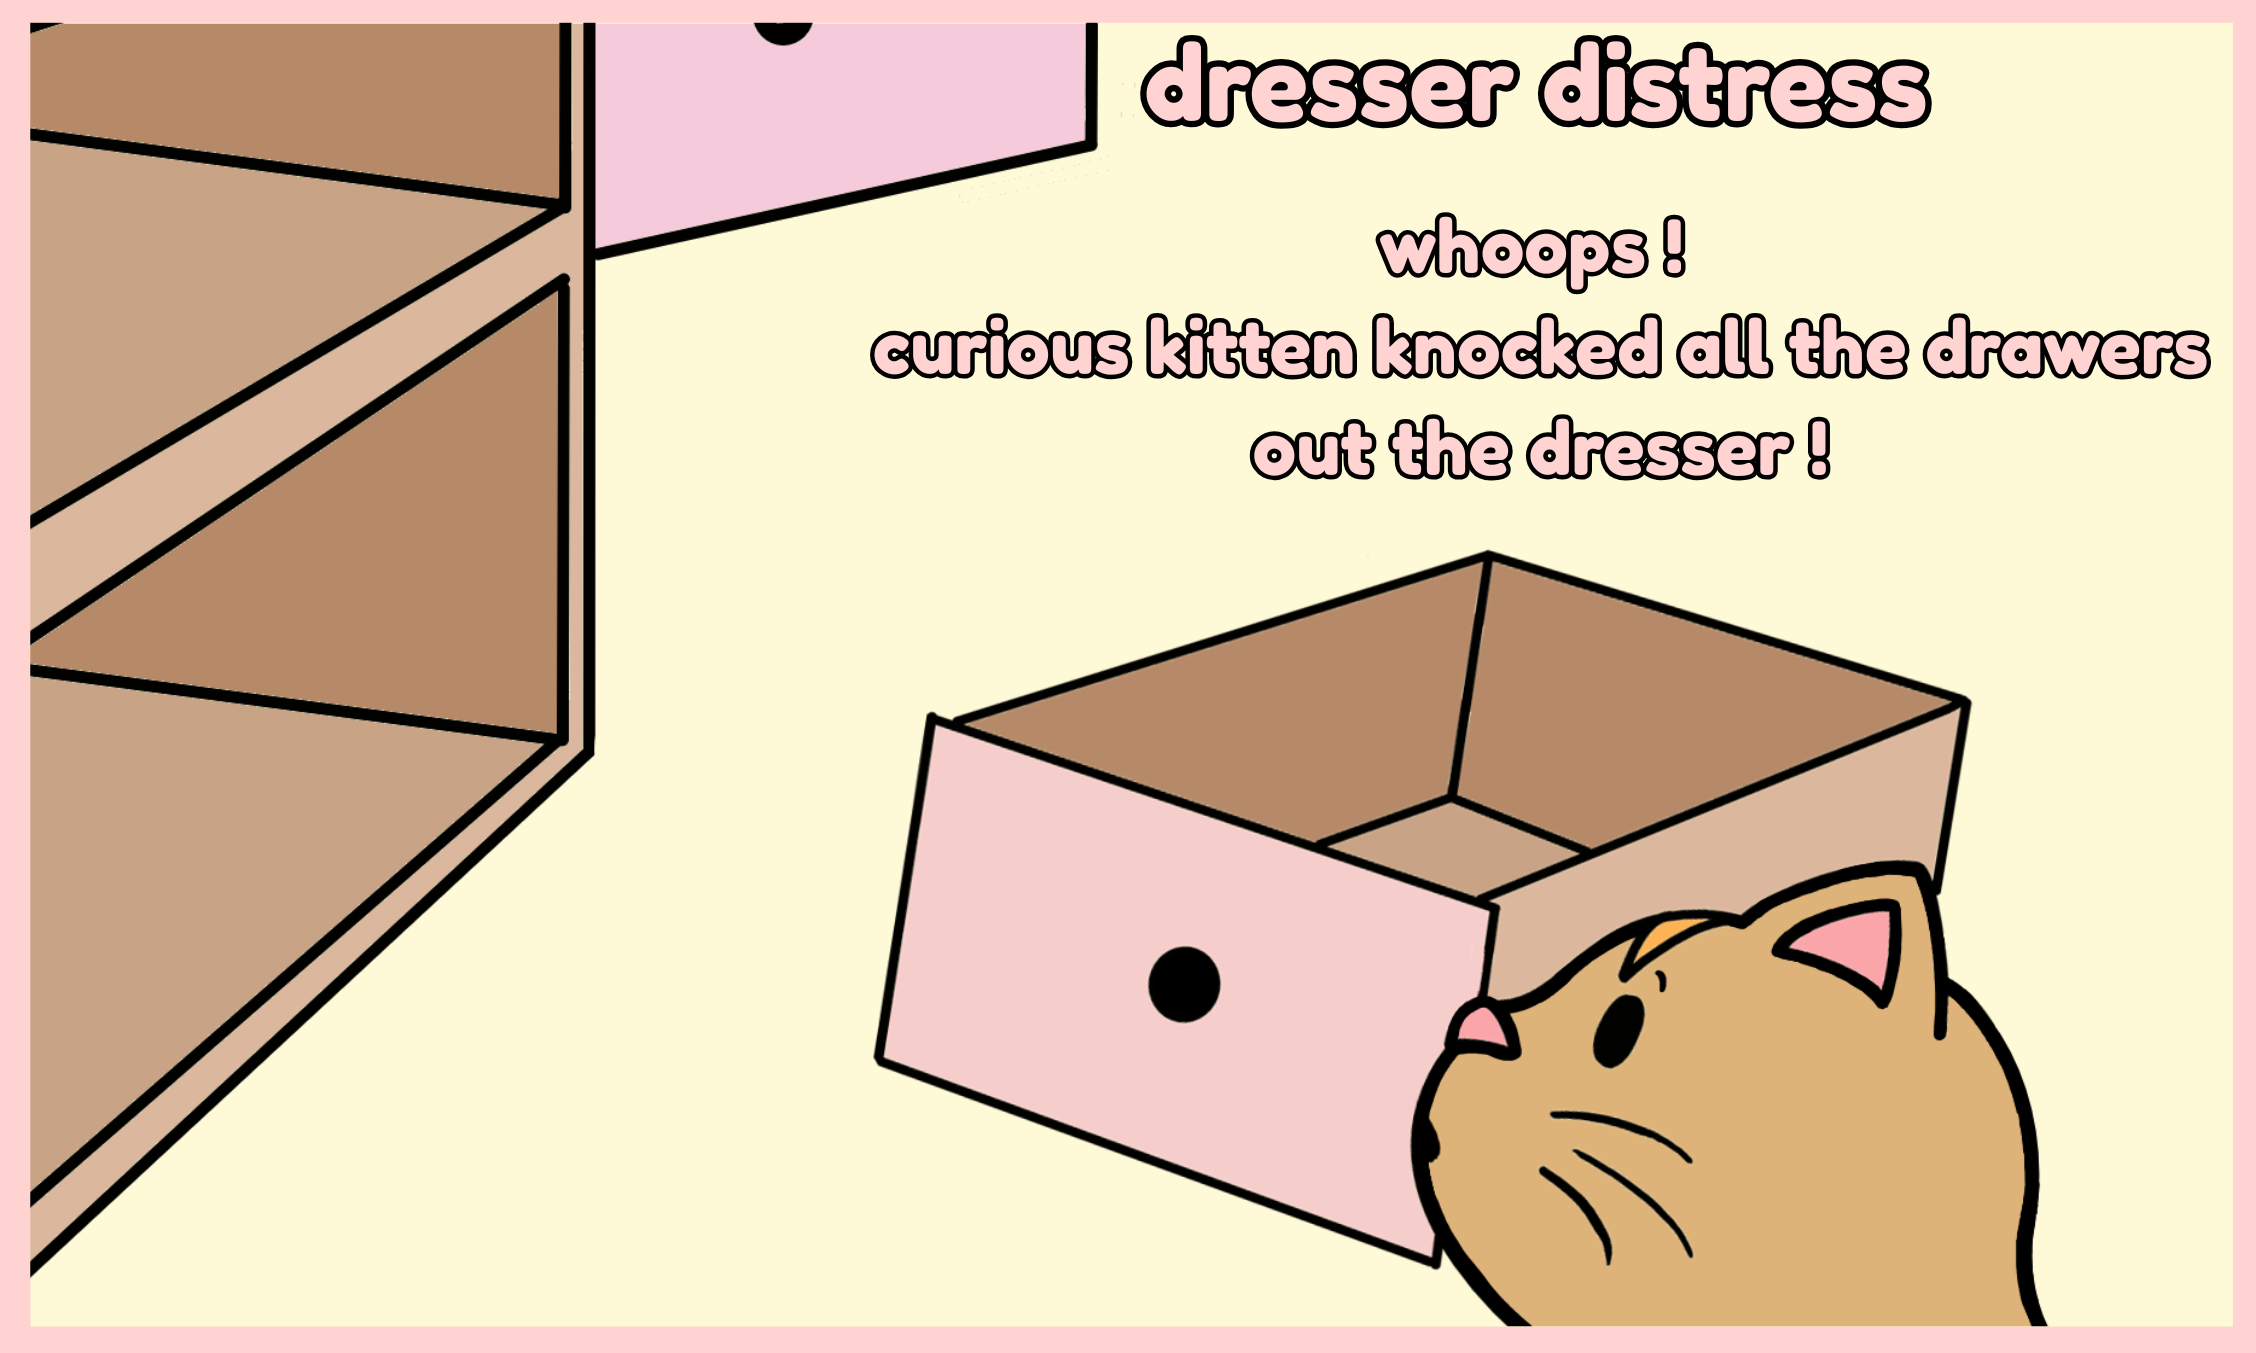 dresser distress
whoops !
curious kitten knocked all the drawers
out the dresser !